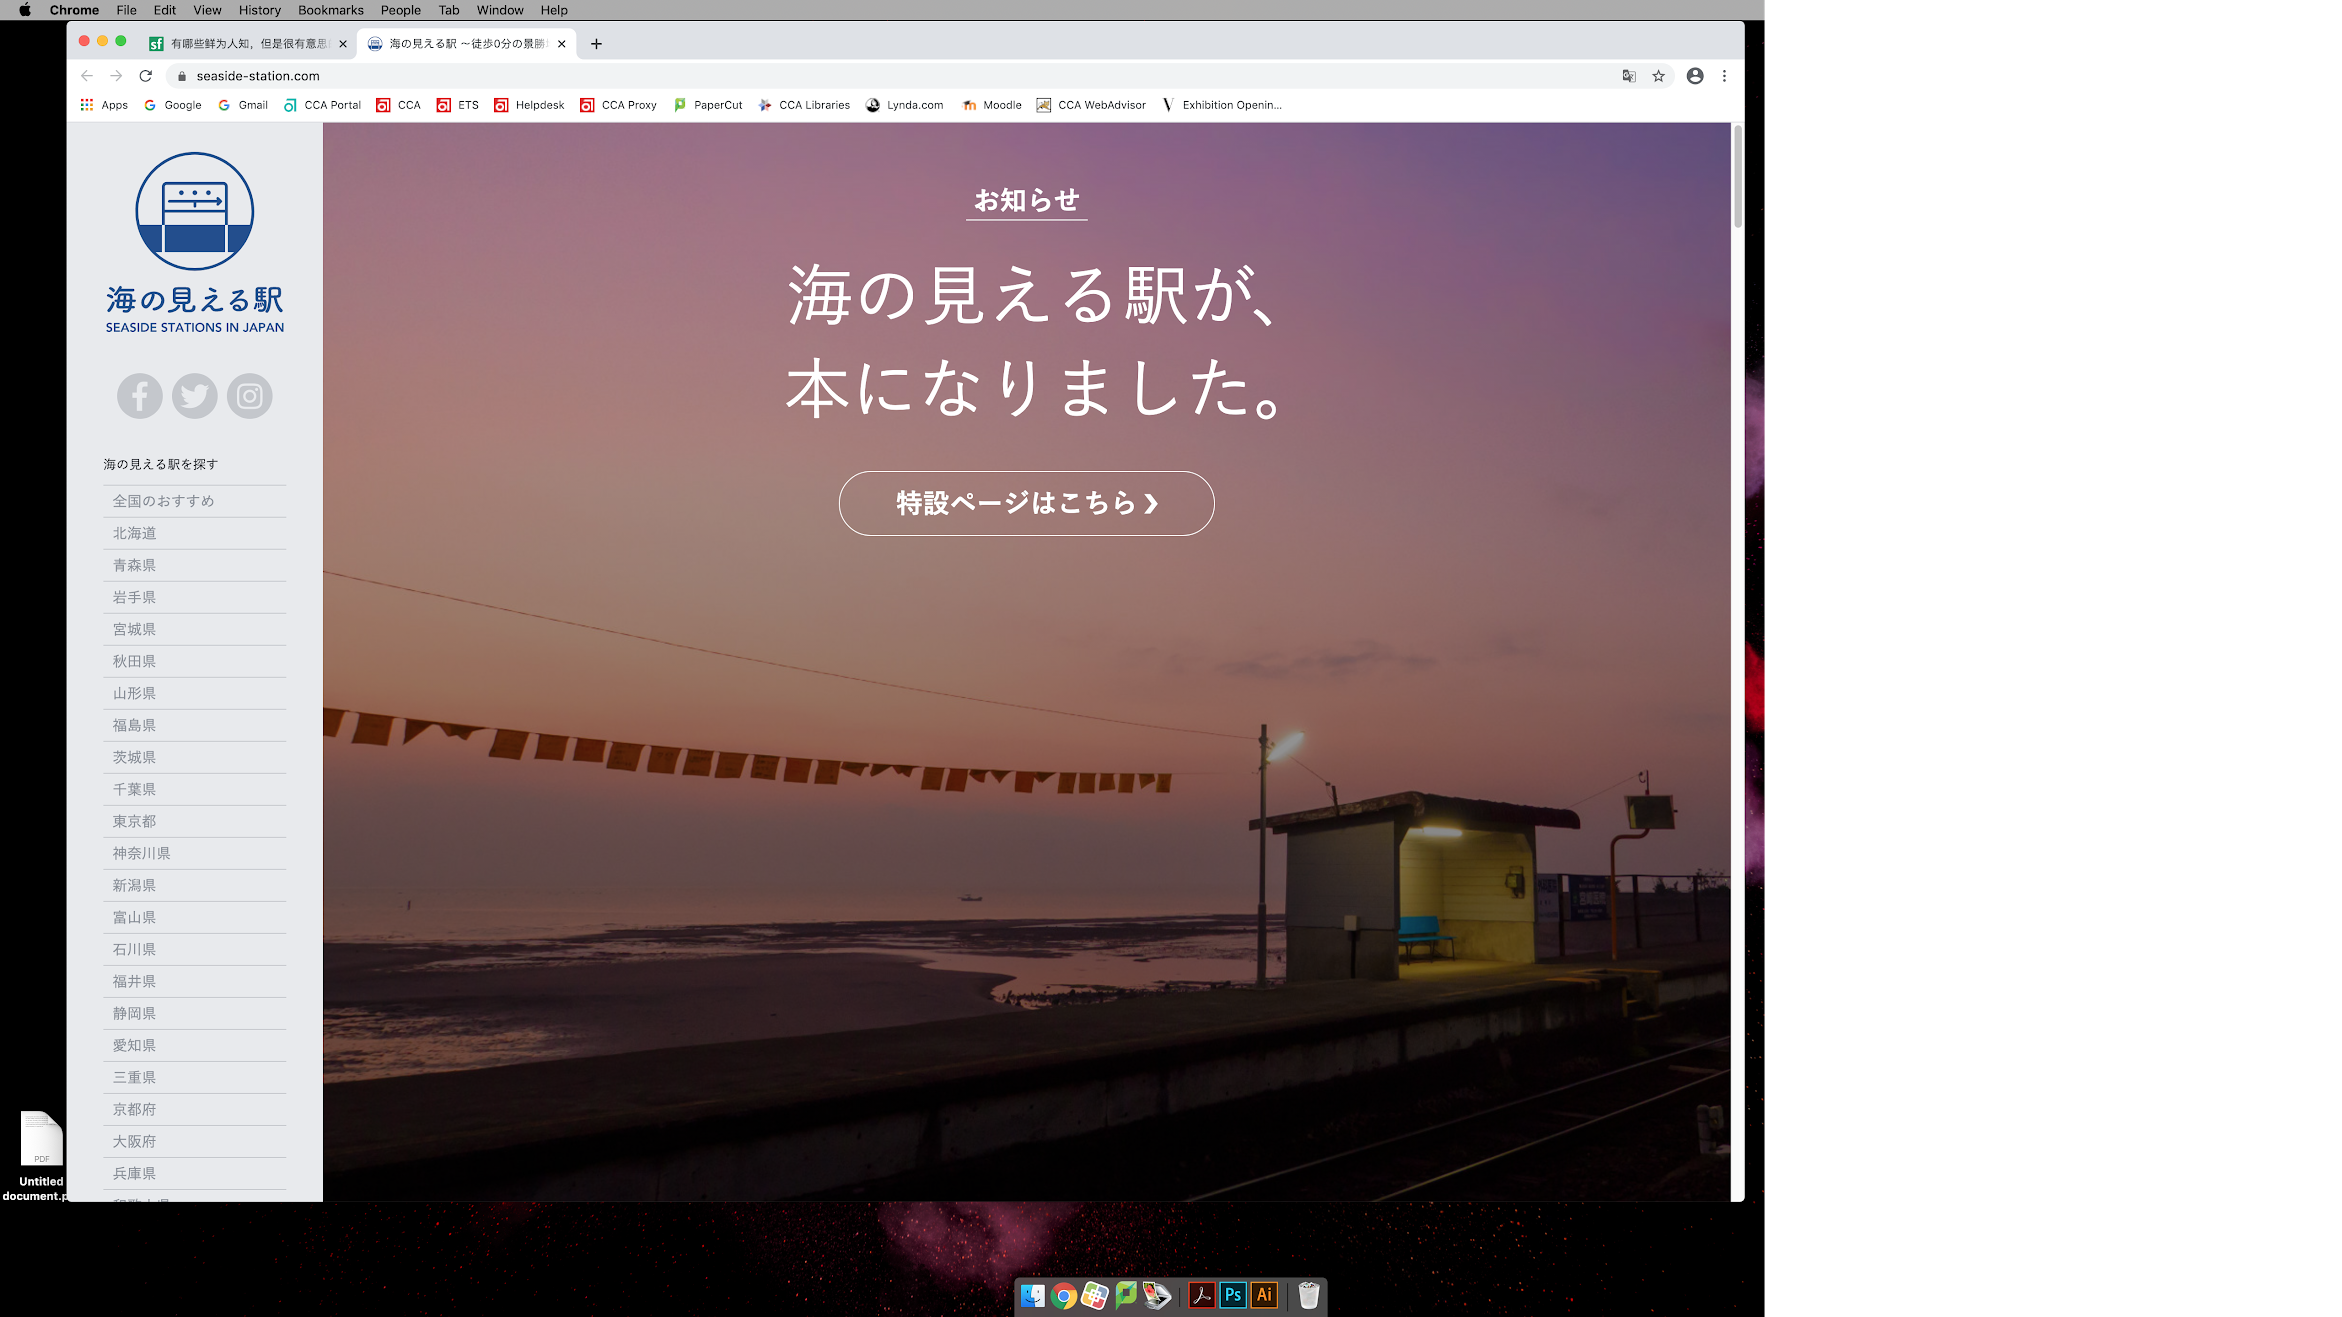 Chrome File Edit View History Bookmarks People Tab Window Help
sf 有哪些鲜为人知，但是很有意思
海の見える駅 ～徒歩0分の景勝
seaside-station.com
Apps Google Gmail CCA Portal CCA ETS Helpdesk CCA Proxy PaperCut CCA Libraries Lynda.com Moodle CCA WebAdvisor Exhibition Openin...
海の見える駅
SEASIDE STATIONS IN JAPAN
海の見える駅を探す
全国のおすすめ
北海道
青森県
岩手県
宮城県
秋田県
山形県
福島県
茨城県
千葉県
東京都
神奈川県
新潟県
富山県
石川県
福井県
静岡県
愛知県
三重県
京都府
大阪府
兵庫県
お知らせ
海の見える駅が、
本になりました。
特設ページはこちら ❯
PDF
Untitled
document.p
Ps Ai